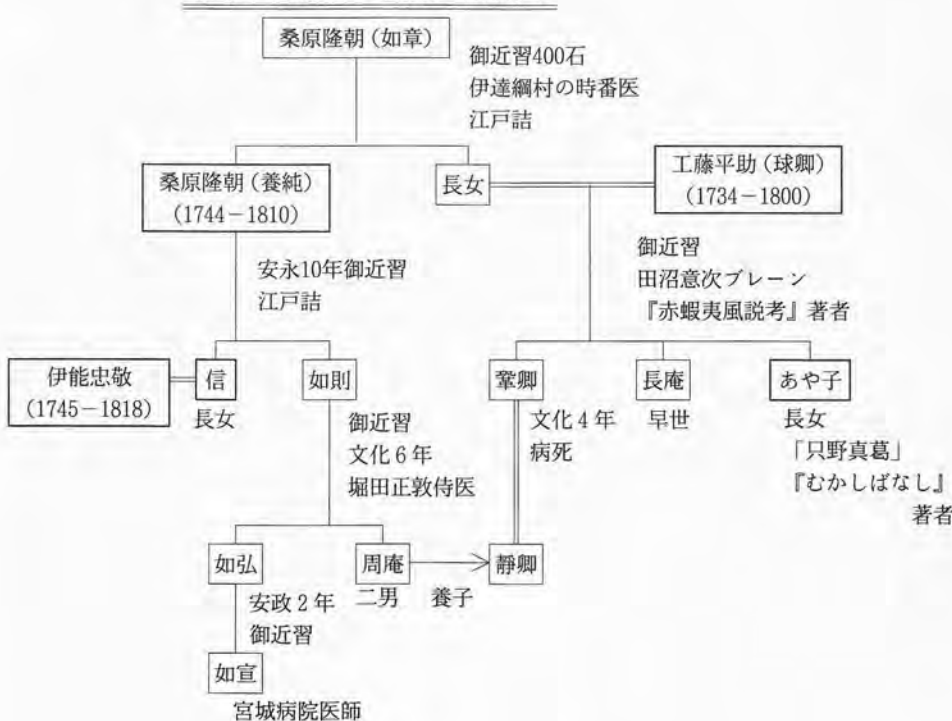 桑原隆朝（如章）
御近習400石
伊達綱村の時番医
江戸詰
桑原隆朝（養純）
(1744－1810)
長女
工藤平助（球卿）
(1734－1800)
安永10年御近習
江戸詰
御近習
田沼意次ブレーン
『赤蝦夷風説考』著者
伊能忠敬
(1745－1818)
信
長女
如則
鞏卿
長庵
あや子
御近習
文化６年
堀田正敦侍医
文化４年
病死
早世
長女
「只野真葛」
『むかしばなし』
著者
如弘
周庵
靜卿
安政２年
御近習
二男
養子
如宣
宮城病院医師